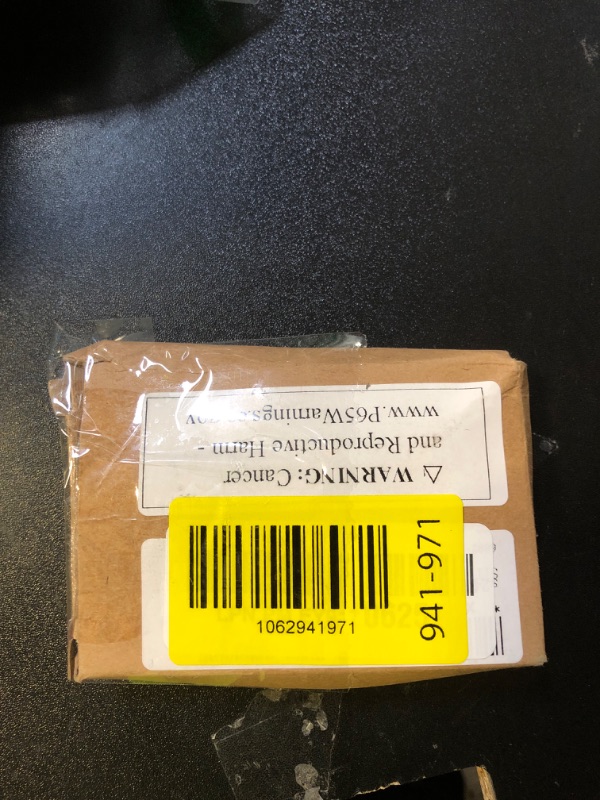 ⚠ WARNING: Cancer
and Reproductive Harm -
www.P65Warnings.ca.gov
1062941971
941-971